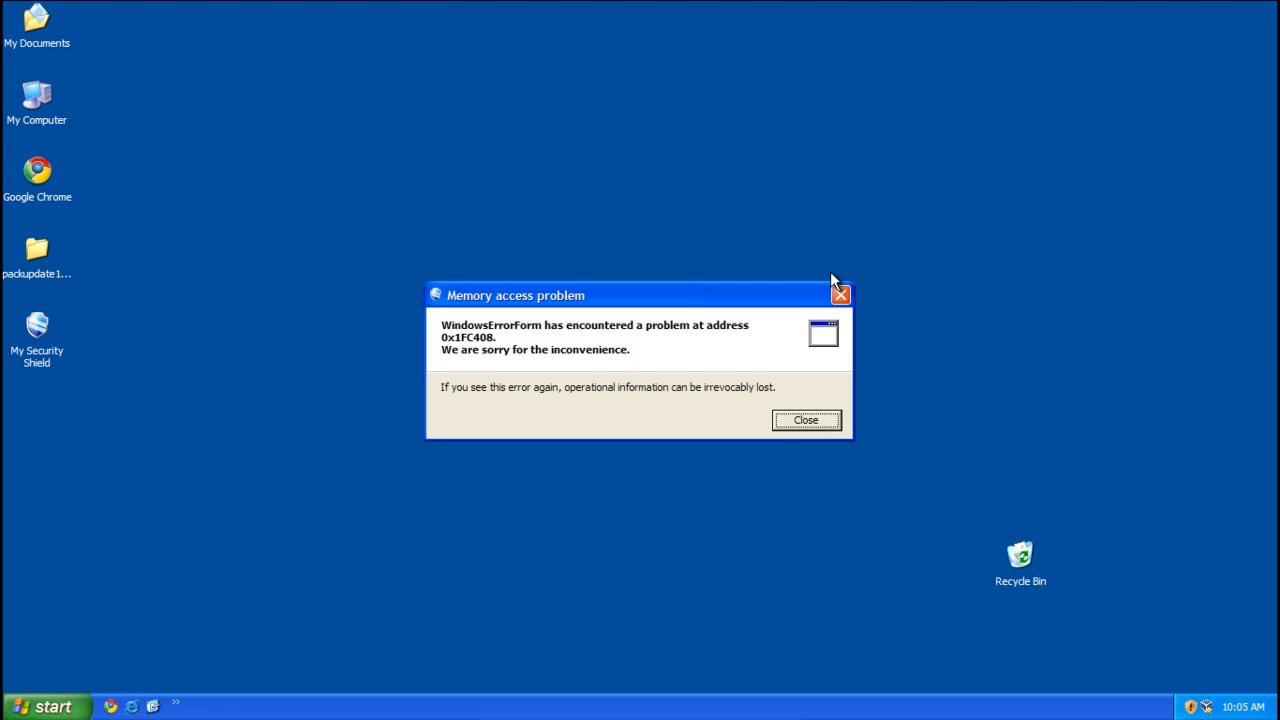 My Documents
My Computer
Google Chrome
packupdate1...
My Security
Shield
Memory access problem
WindowsErrorForm has encountered a problem at address
0x1FC408.
We are sorry for the inconvenience.
If you see this error again, operational information can be irrevocably lost.
Close
Recycle Bin
start
10:05 AM